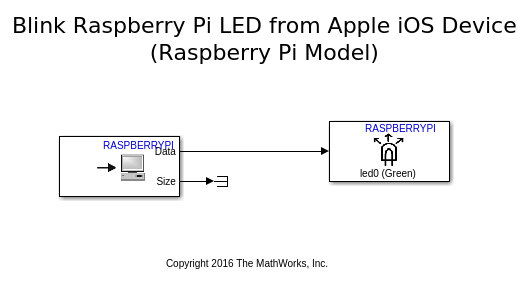 Blink Raspberry Pi LED from Apple iOS Device
(Raspberry Pi Model)
RASPBERRYPI
Data
Size
RASPBERRYPI
led0 (Green)
Copyright 2016 The MathWorks, Inc.